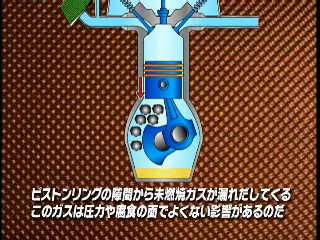 ピストンリングの隙間から未燃焼ガスが漏れだしてくる
このガスは圧力や腐食の面でよくない影響があるのだ